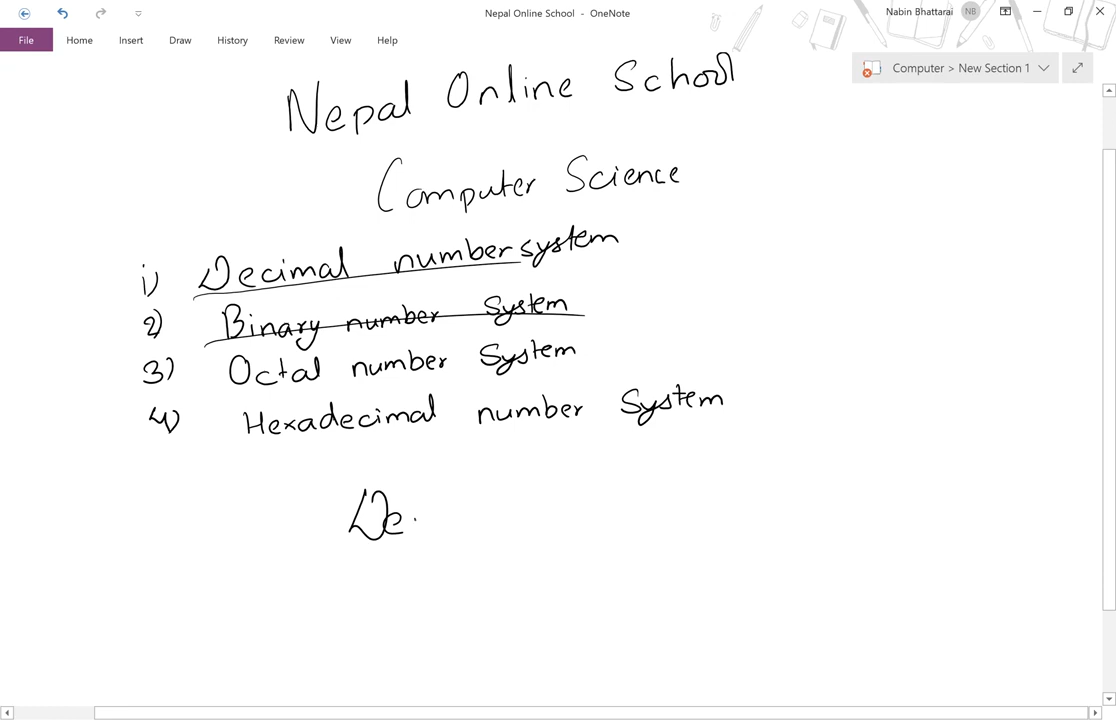 Nepal Online School - OneNote
Nabin Bhattarai NB
File Home Insert Draw History Review View Help
Computer > New Section 1
Nepal Online School
Computer Science
i) Decimal number system
2) Binary number system
3) Octal number system
4) Hexadecimal number system
De